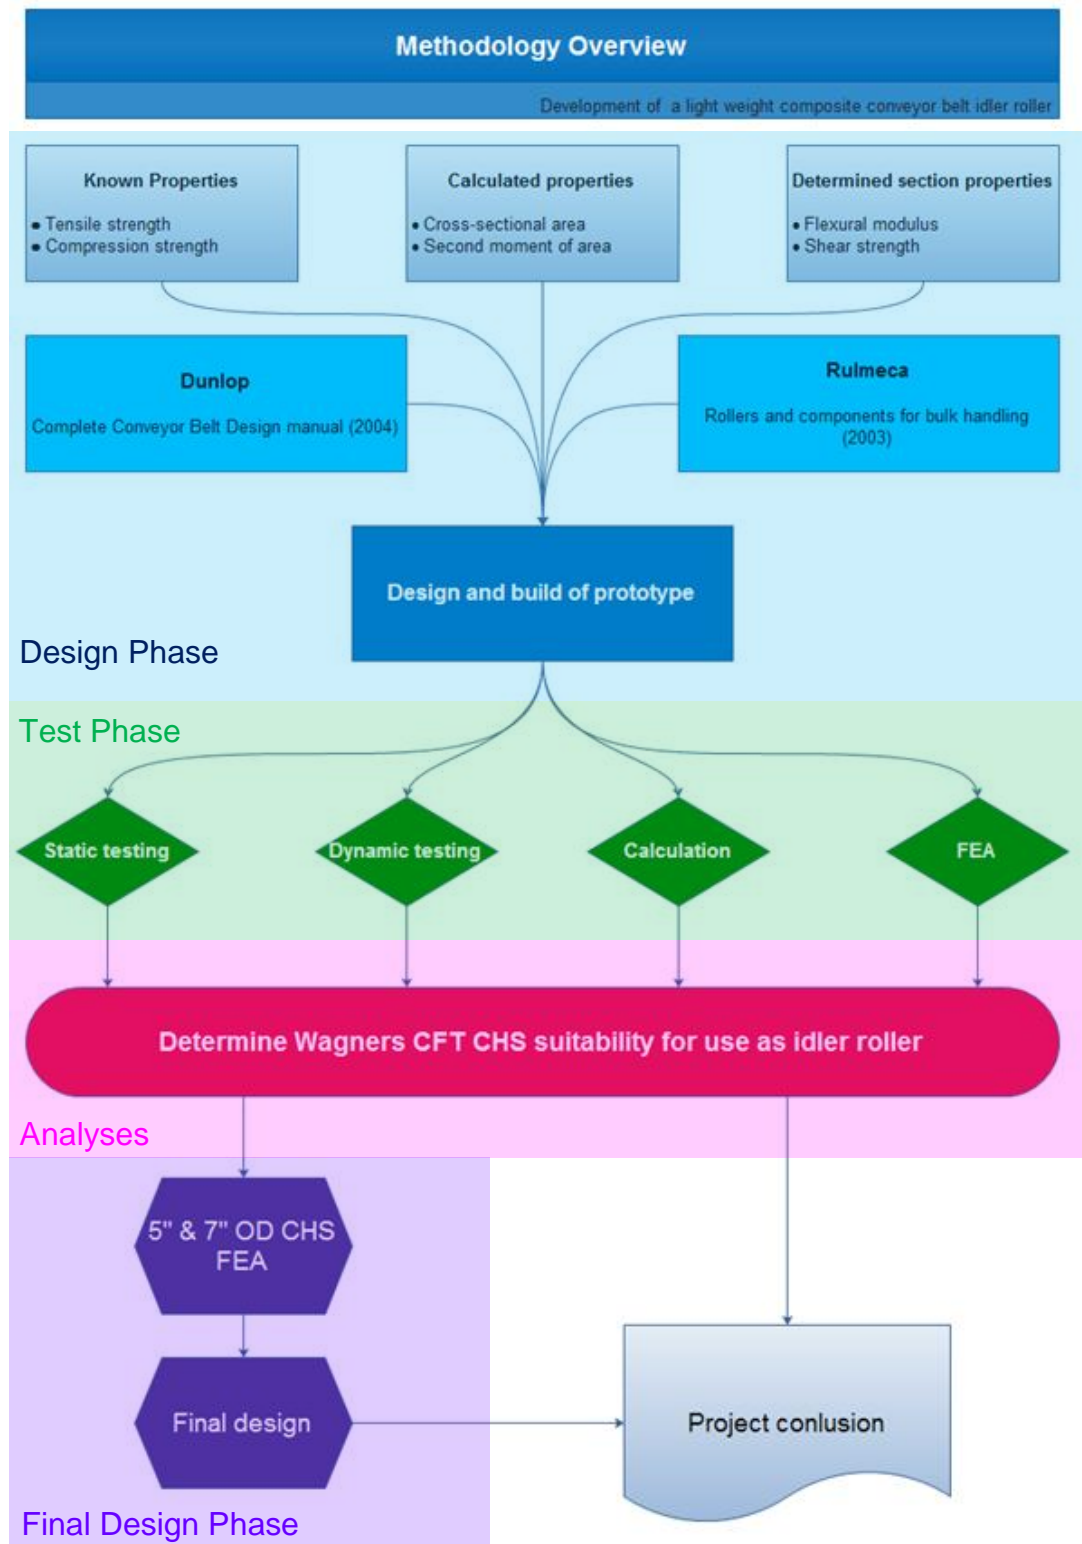 Methodology Overview
Development of a light weight composite conveyor belt idler roller
Known Properties
• Tensile strength
• Compression strength
Calculated properties
• Cross-sectional area
• Second moment of area
Determined section properties
• Flexural modulus
• Shear strength
Dunlop
Complete Conveyor Belt Design manual (2004)
Rulmeca
Rollers and components for bulk handling
(2003)
Design and build of prototype
Design Phase
Test Phase
Static testing
Dynamic testing
Calculation
FEA
Determine Wagners CFT CHS suitability for use as idler roller
Analyses
5" & 7" OD CHS
FEA
Final design
Project conlusion
Final Design Phase